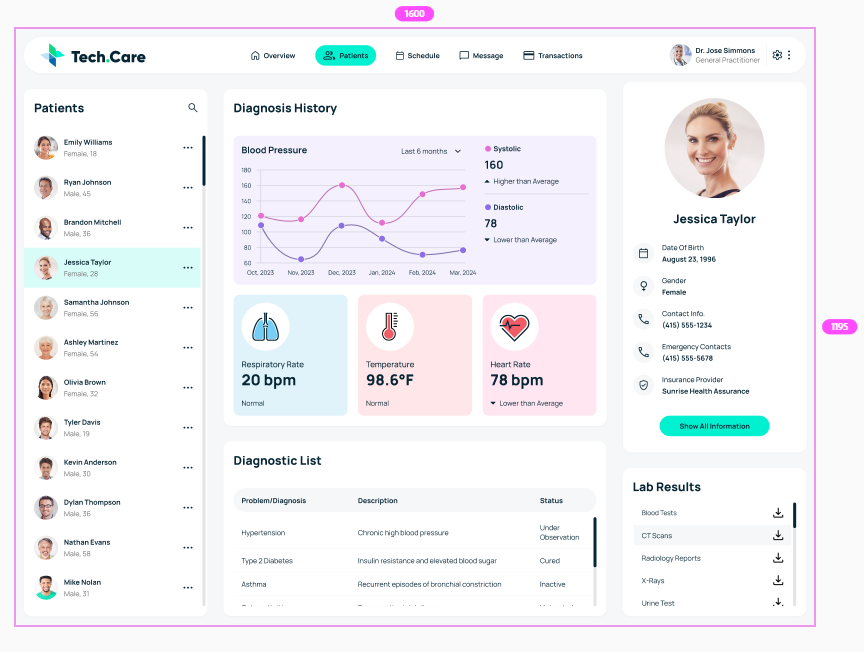 1600
Tech.Care
Overview
Patients
Schedule
Message
Transactions
Dr. Jose Simmons
General Practitioner
Patients
Emily Williams
Female, 18
Ryan Johnson
Male, 45
Brandon Mitchell
Male, 36
Jessica Taylor
Female, 28
Samantha Johnson
Female, 56
Ashley Martinez
Female, 54
Olivia Brown
Female, 32
Tyler Davis
Male, 19
Kevin Anderson
Male, 30
Dylan Thompson
Male, 36
Nathan Evans
Male, 58
Mike Nolan
Male, 31
Diagnosis History
Blood Pressure
Last 6 months
180
160
140
120
100
80
60
Oct, 2023
Nov, 2023
Dec, 2023
Jan, 2024
Feb, 2024
Mar, 2024
Systolic
160
Higher than Average
Diastolic
78
Lower than Average
Respiratory Rate
20 bpm
Normal
Temperature
98.6°F
Normal
Heart Rate
78 bpm
Lower than Average
Diagnostic List
Problem/Diagnosis Description Status
Hypertension Chronic high blood pressure Under Observation
Type 2 Diabetes Insulin resistance and elevated blood sugar Cured
Asthma Recurrent episodes of bronchial constriction Inactive
Jessica Taylor
Date Of Birth
August 23, 1996
Gender
Female
Contact Info.
(415) 555-1234
Emergency Contacts
(415) 555-5678
Insurance Provider
Sunrise Health Assurance
Show All Information
Lab Results
Blood Tests
CT Scans
Radiology Reports
X-Rays
Urine Test
1195